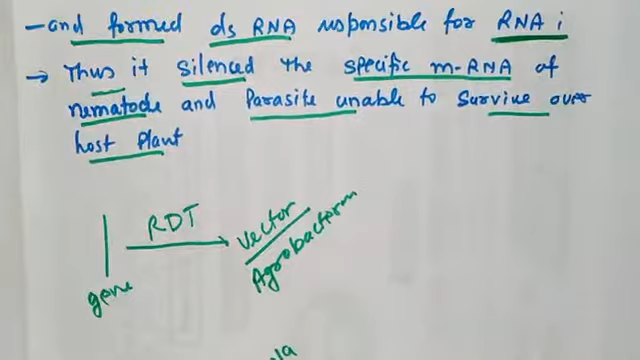 - and formed ds RNA responsible for RNA i
→ Thus it silenced the specific m-RNA of
nematode and Parasite unable to Survive over
host Plant
RDT
Vector
Agrobacterium
gene